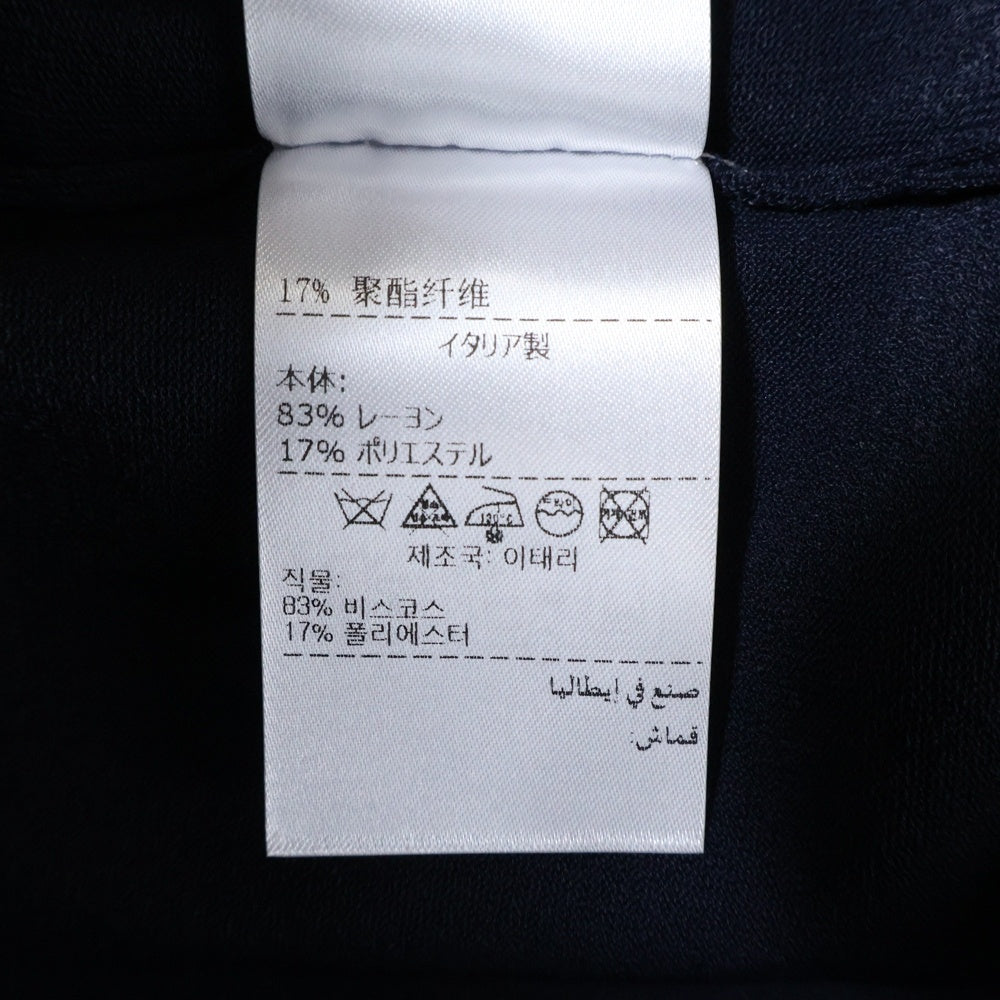 17% 聚酯纤维
イタリア製
本体:
83% レーヨン
17% ポリエステル
제조국: 이태리
직물:
83% 비스코스
17% 폴리에스터
صنع في إيطاليا
قماش: